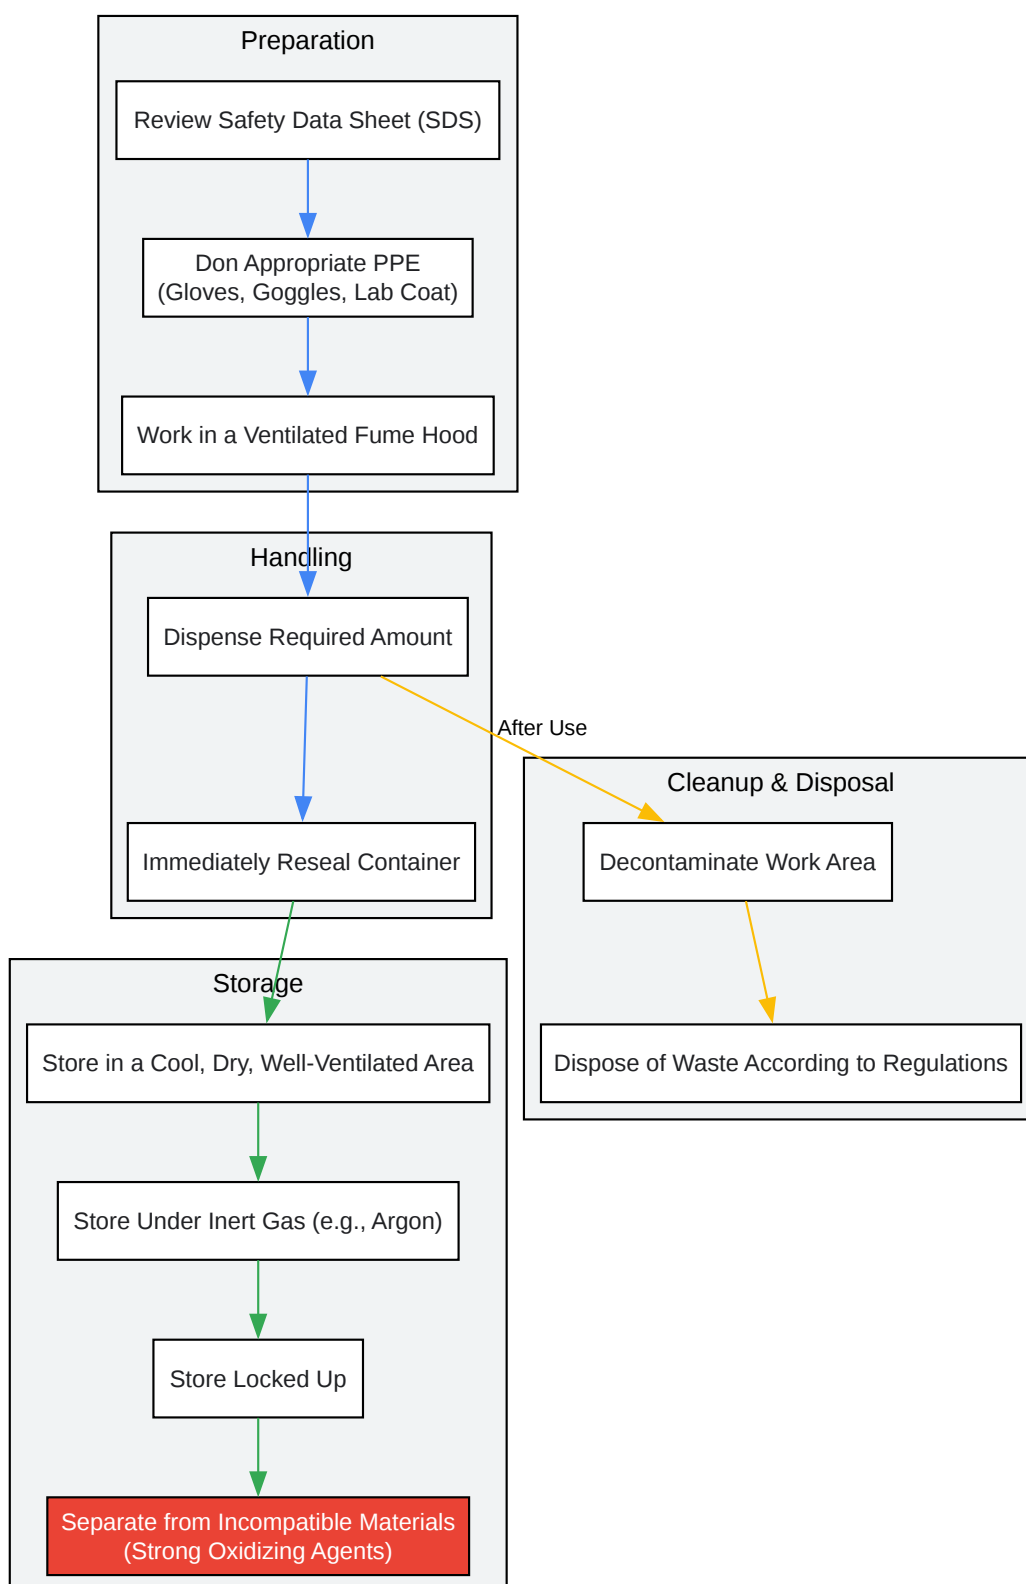 Preparation
Review Safety Data Sheet (SDS)
Don Appropriate PPE
(Gloves, Goggles, Lab Coat)
Work in a Ventilated Fume Hood
Handling
Dispense Required Amount
After Use
Immediately Reseal Container
Cleanup & Disposal
Decontaminate Work Area
Dispose of Waste According to Regulations
Storage
Store in a Cool, Dry, Well-Ventilated Area
Store Under Inert Gas (e.g., Argon)
Store Locked Up
Separate from Incompatible Materials
(Strong Oxidizing Agents)